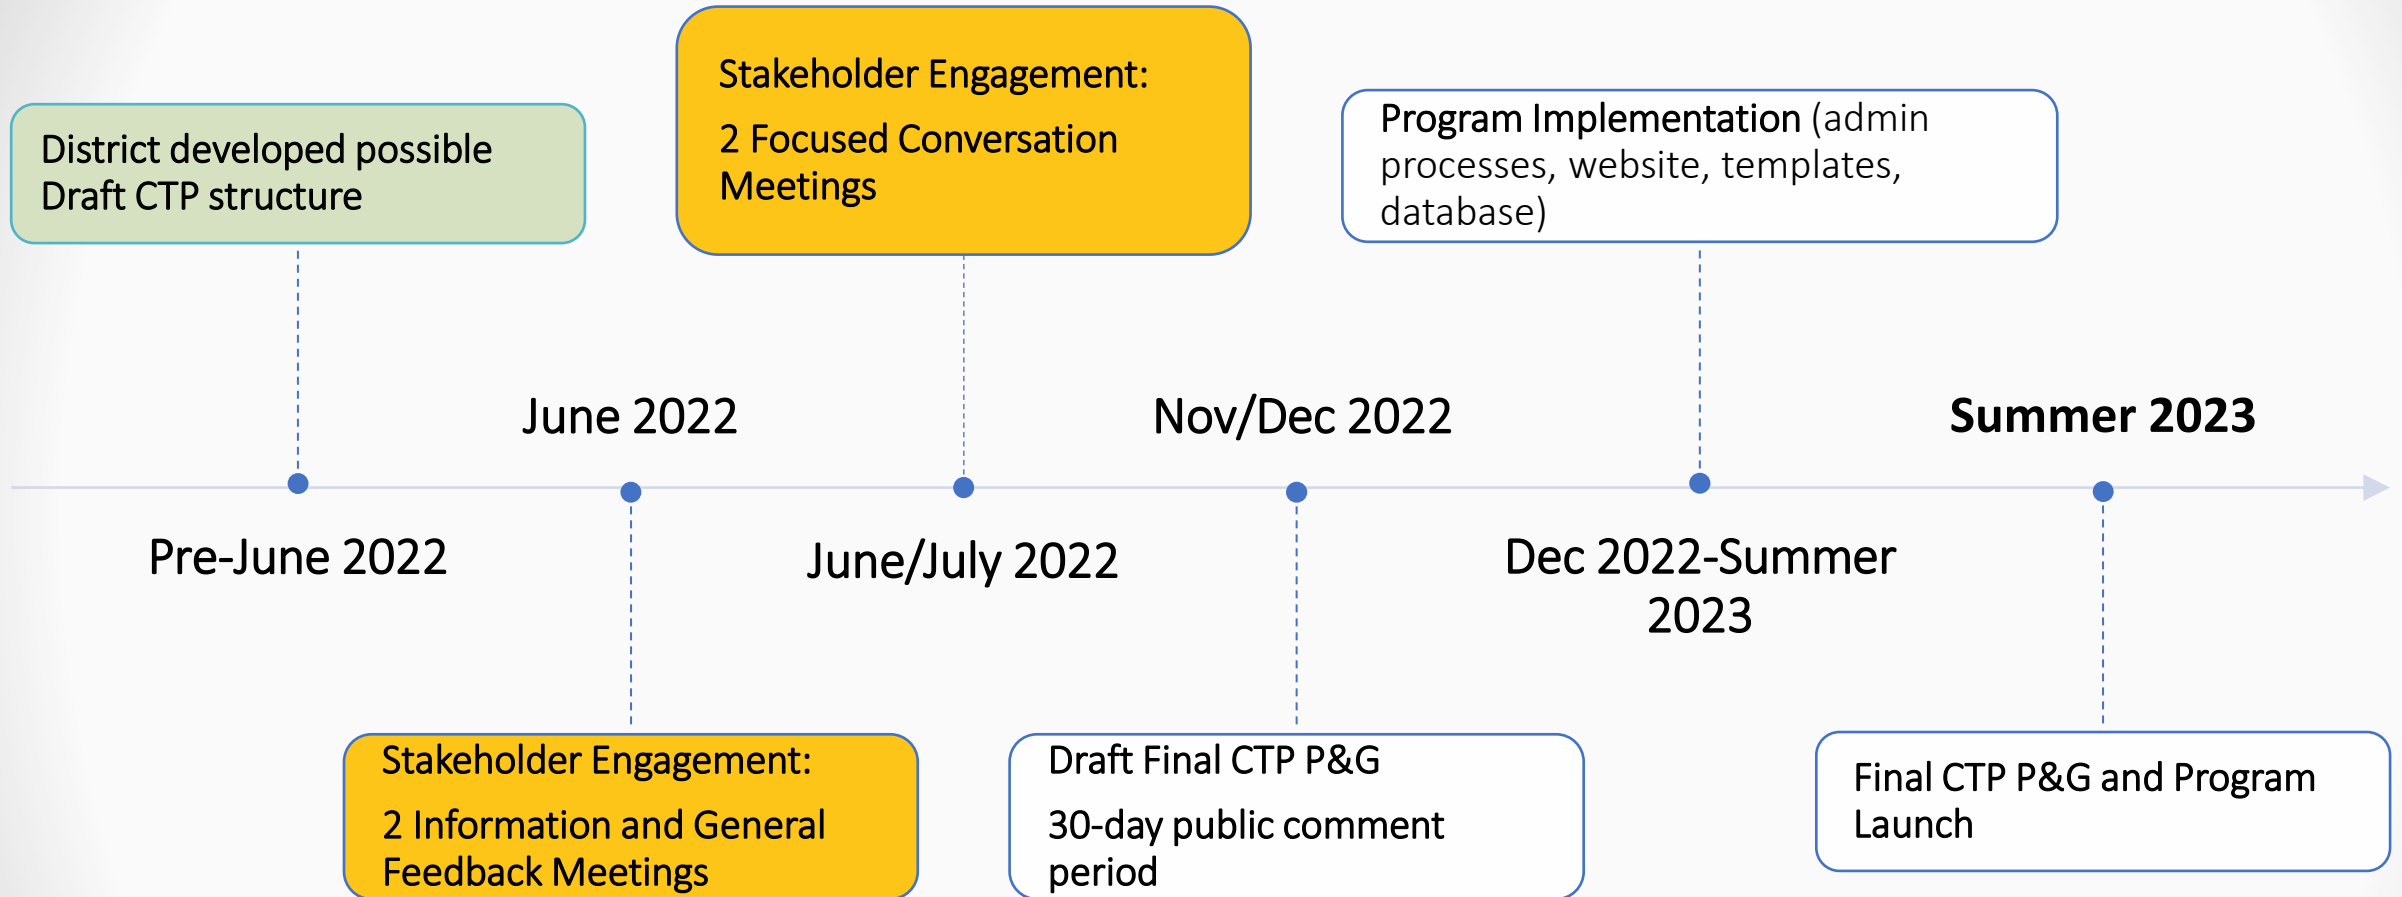 Stakeholder Engagement:
2 Focused Conversation
Meetings
District developed possible
Draft CTP structure
Program Implementation (admin
processes, website, templates,
database)
June 2022
Nov/Dec 2022
Summer 2023
Pre-June 2022
June/July 2022
Dec 2022-Summer
2023
Stakeholder Engagement:
2 Information and General
Feedback Meetings
Draft Final CTP P&G
30-day public comment
period
Final CTP P&G and Program
Launch